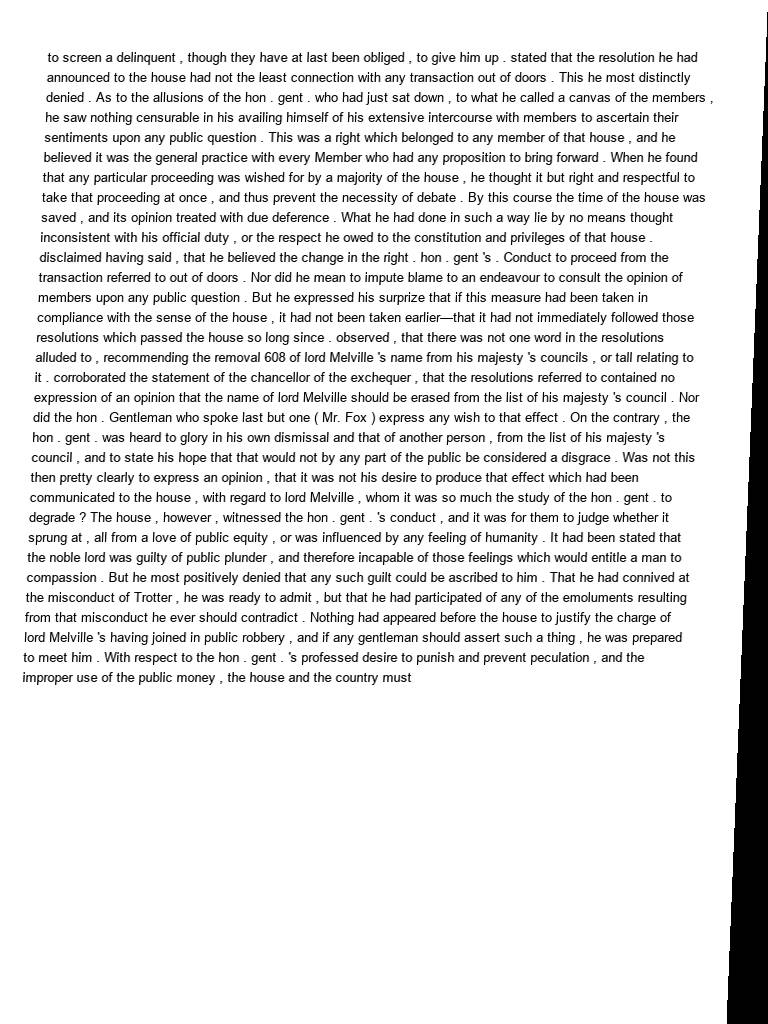 to screen a delinquent , though they have at last been obliged , to give him up . stated that the resolution he had
announced to the house had not the least connection with any transaction out of doors . This he most distinctly
denied . As to the allusions of the hon . gent . who had just sat down , to what he called a canvas of the members ,
he saw nothing censurable in his availing himself of his extensive intercourse with members to ascertain their
sentiments upon any public question . This was a right which belonged to any member of that house , and he
believed it was the general practice with every Member who had any proposition to bring forward . When he found
that any particular proceeding was wished for by a majority of the house , he thought it but right and respectful to
take that proceeding at once , and thus prevent the necessity of debate . By this course the time of the house was
saved , and its opinion treated with due deference . What he had done in such a way lie by no means thought
inconsistent with his official duty , or the respect he owed to the constitution and privileges of that house .
disclaimed having said , that he believed the change in the right . hon . gent 's . Conduct to proceed from the
transaction referred to out of doors . Nor did he mean to impute blame to an endeavour to consult the opinion of
members upon any public question . But he expressed his surprize that if this measure had been taken in
compliance with the sense of the house , it had not been taken earlier—that it had not immediately followed those
resolutions which passed the house so long since . observed , that there was not one word in the resolutions
alluded to , recommending the removal 608 of lord Melville 's name from his majesty 's councils , or tall relating to
it . corroborated the statement of the chancellor of the exchequer , that the resolutions referred to contained no
expression of an opinion that the name of lord Melville should be erased from the list of his majesty 's council . Nor
did the hon . Gentleman who spoke last but one ( Mr. Fox ) express any wish to that effect . On the contrary , the
hon . gent . was heard to glory in his own dismissal and that of another person , from the list of his majesty 's
council , and to state his hope that that would not by any part of the public be considered a disgrace . Was not this
then pretty clearly to express an opinion , that it was not his desire to produce that effect which had been
communicated to the house , with regard to lord Melville , whom it was so much the study of the hon . gent . to
degrade ? The house , however , witnessed the hon . gent . 's conduct , and it was for them to judge whether it
sprung at , all from a love of public equity , or was influenced by any feeling of humanity . It had been stated that
the noble lord was guilty of public plunder , and therefore incapable of those feelings which would entitle a man to
compassion . But he most positively denied that any such guilt could be ascribed to him . That he had connived at
the misconduct of Trotter , he was ready to admit , but that he had participated of any of the emoluments resulting
from that misconduct he ever should contradict . Nothing had appeared before the house to justify the charge of
lord Melville 's having joined in public robbery , and if any gentleman should assert such a thing , he was prepared
to meet him . With respect to the hon . gent . 's professed desire to punish and prevent peculation , and the
improper use of the public money , the house and the country must